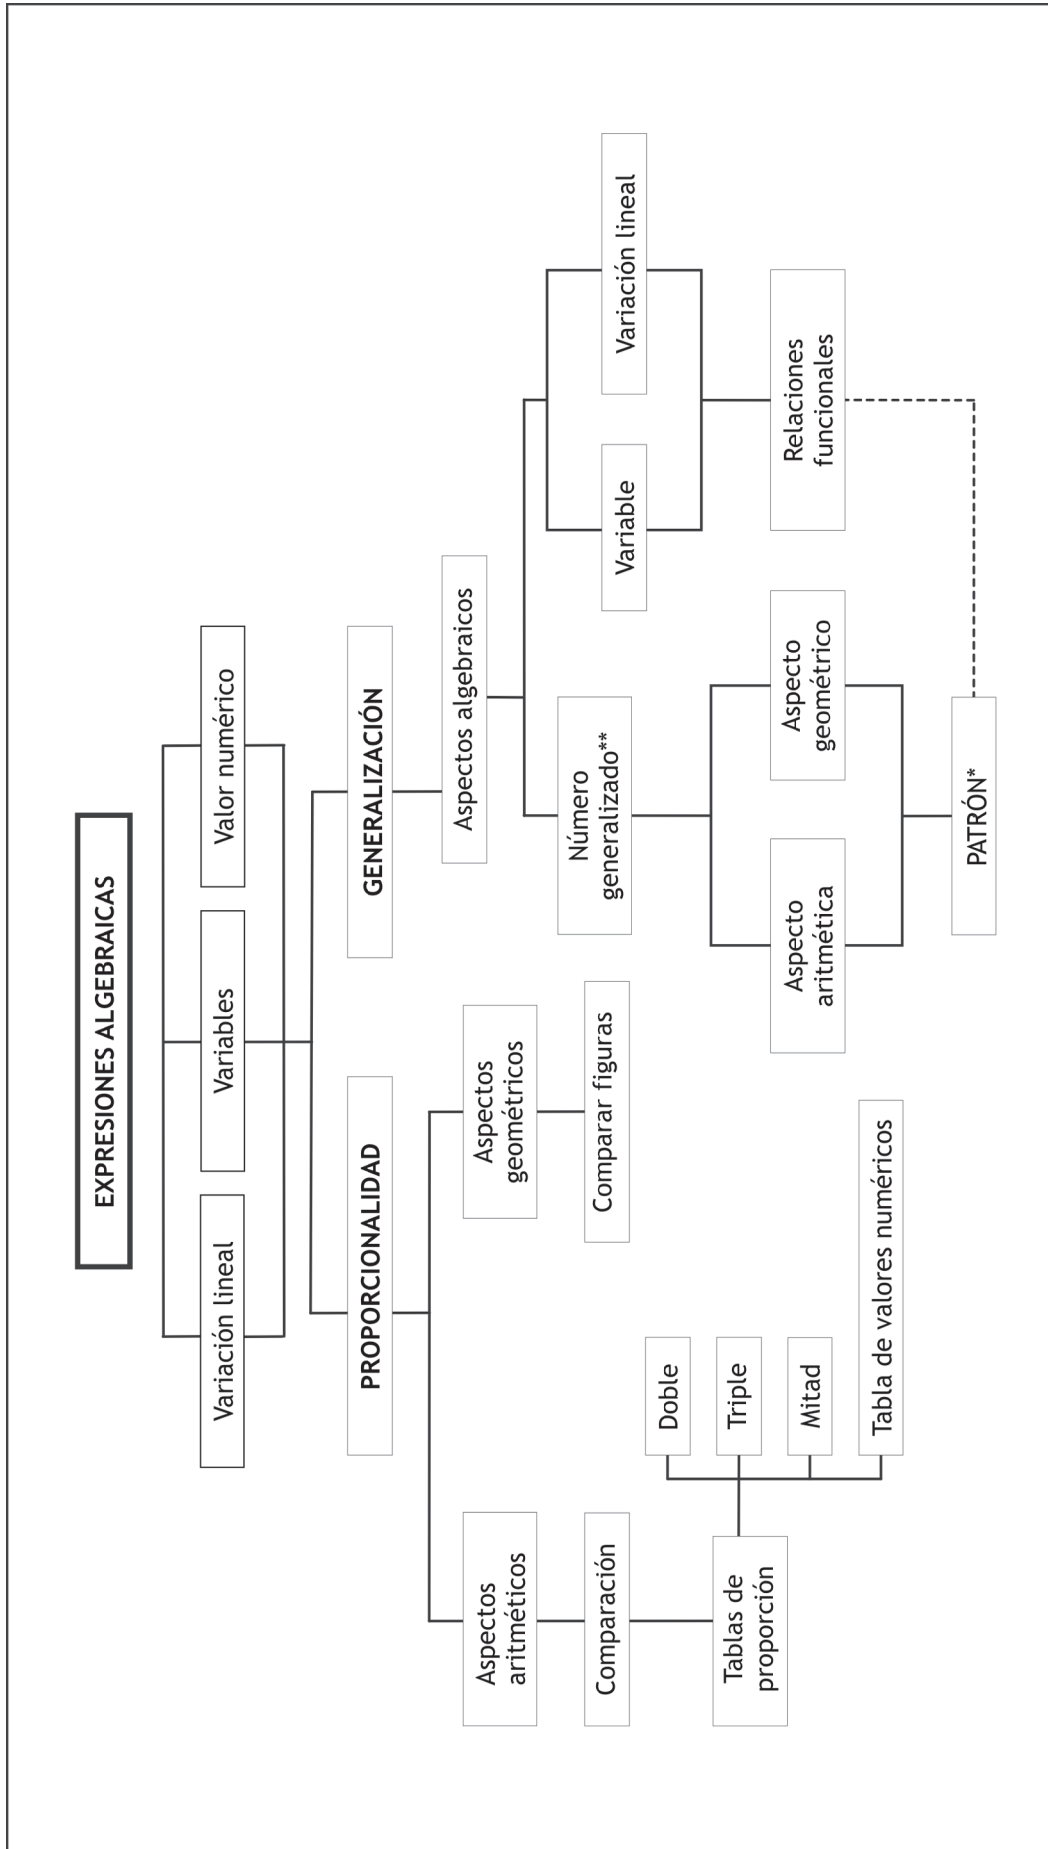 EXPRESIONES ALGEBRAICAS
Variación lineal
Variables
Valor numérico
PROPORCIONALIDAD
GENERALIZACIÓN
Aspectos
aritméticos
Aspectos
geométricos
Aspectos algebraicos
Comparación
Comparar figuras
Número
generalizado**
Variable
Variación lineal
Tablas de
proporción
Doble
Triple
Mitad
Tabla de valores numéricos
Aspecto
aritmética
Aspecto
geométrico
Relaciones
funcionales
PATRÓN*